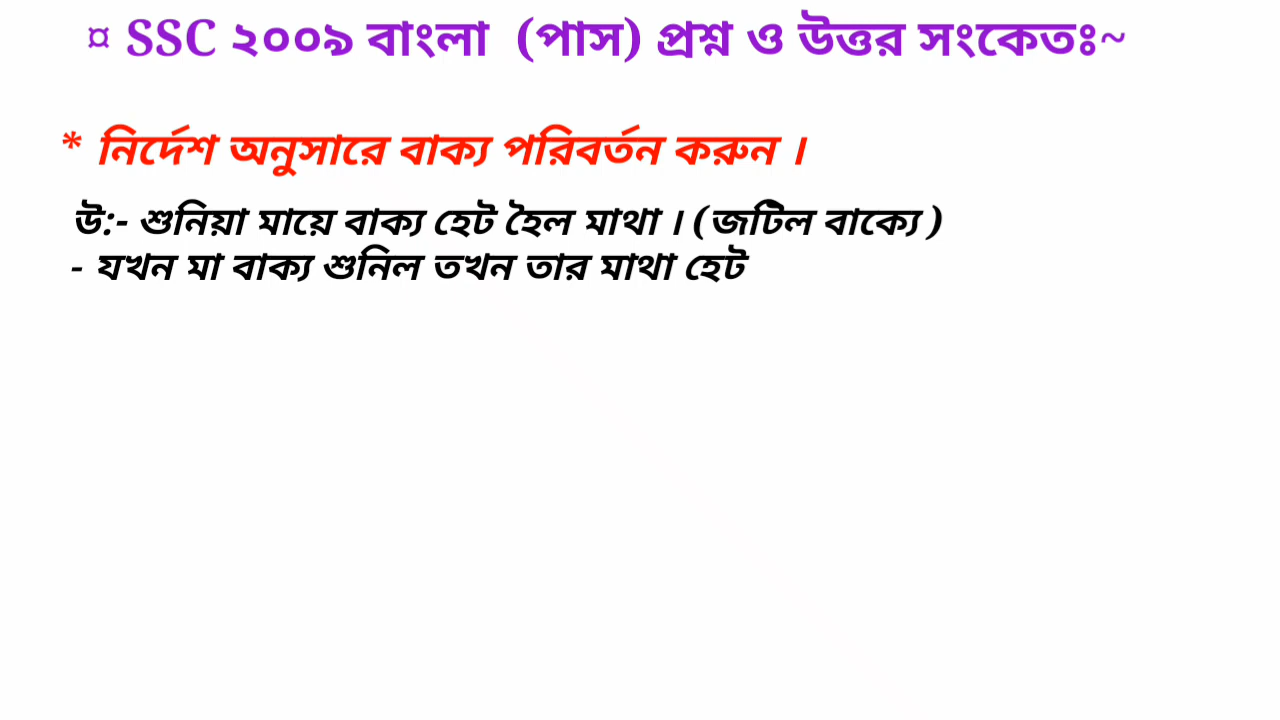 ¤ SSC ২০০৯ বাংলা (পাস) প্রশ্ন ও উত্তর সংকেতঃ~
* নির্দেশ অনুসারে বাক্য পরিবর্তন করুন ।
উ:- শুনিয়া মায়ে বাক্য হেট হৈল মাথা । (জটিল বাক্যে )
- যখন মা বাক্য শুনিল তখন তার মাথা হেট